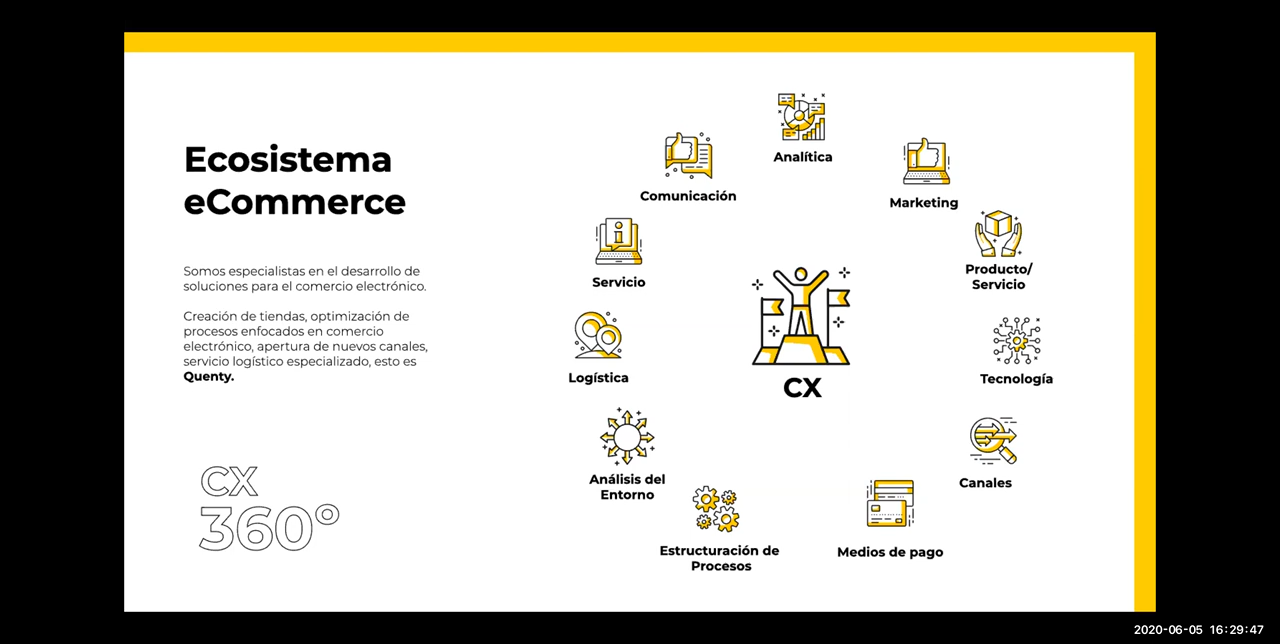 Ecosistema
eCommerce
Somos especialistas en el desarrollo de
soluciones para el comercio electrónico.
Creación de tiendas, optimización de
procesos enfocados en comercio
electrónico, apertura de nuevos canales,
servicio logístico especializado, esto es
Quenty.
CX
360°
Analítica
Comunicación
Marketing
Servicio
Producto/
Servicio
Logística
CX
Tecnología
Análisis del
Entorno
Canales
Estructuración de
Procesos
Medios de pago
2020-06-05 16:29:47